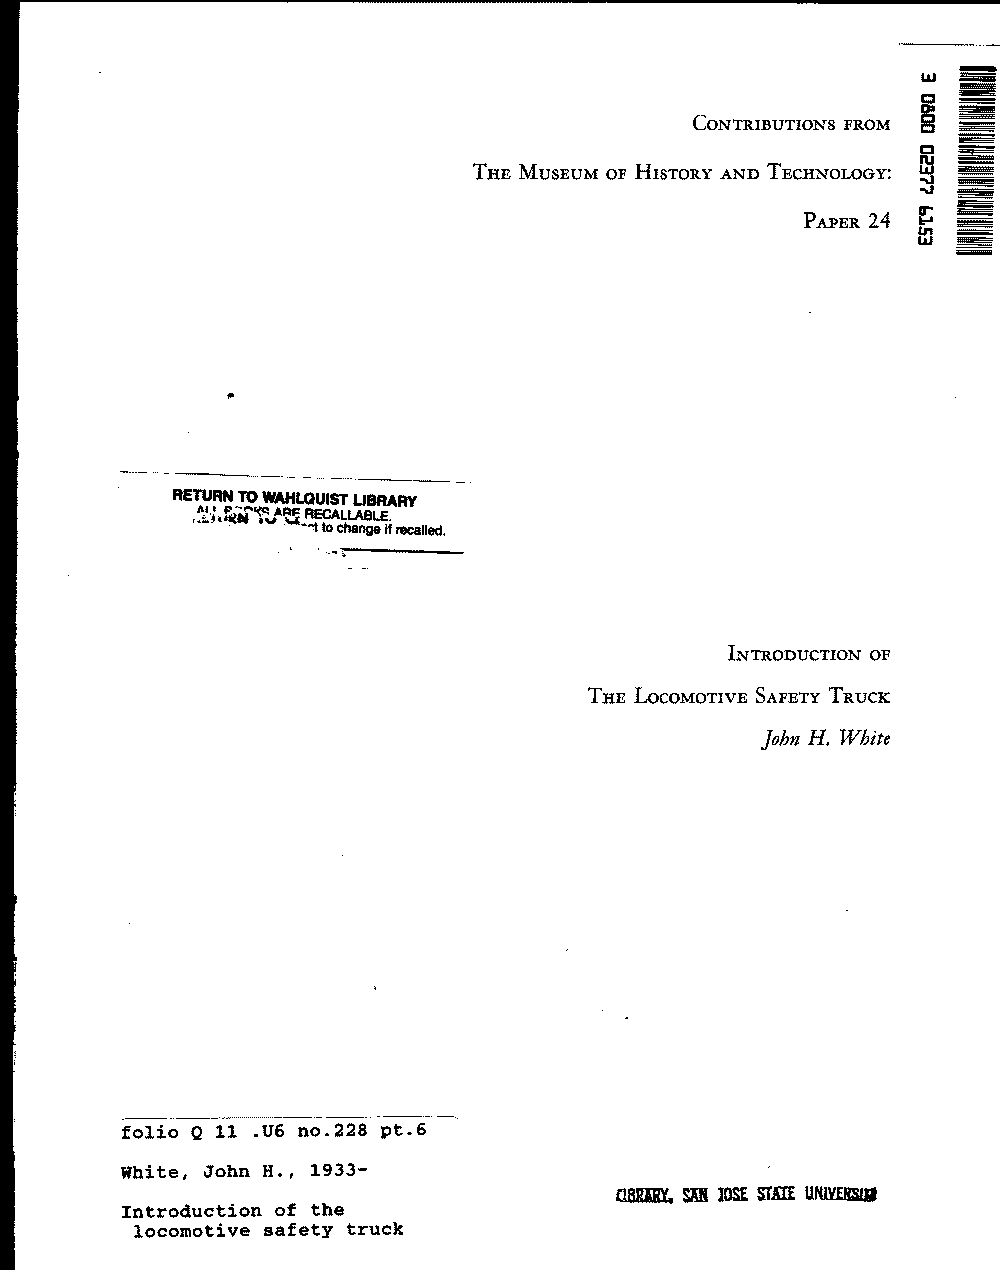 CONTRIBUTIONS FROM
THE MUSEUM OF HISTORY AND TECHNOLOGY:
PAPER 24
3 0800 02377 6153
RETURN TO WAHLQUIST LIBRARY
ALL BOOKS ARE RECALLABLE.
to change if recalled.
INTRODUCTION OF
THE LOCOMOTIVE SAFETY TRUCK
John H. White
folio Q 11 .U6 no.228 pt.6
White, John H., 1933-
Introduction of the
locomotive safety truck
LIBRARY, SAN JOSE STATE UNIVERSITY